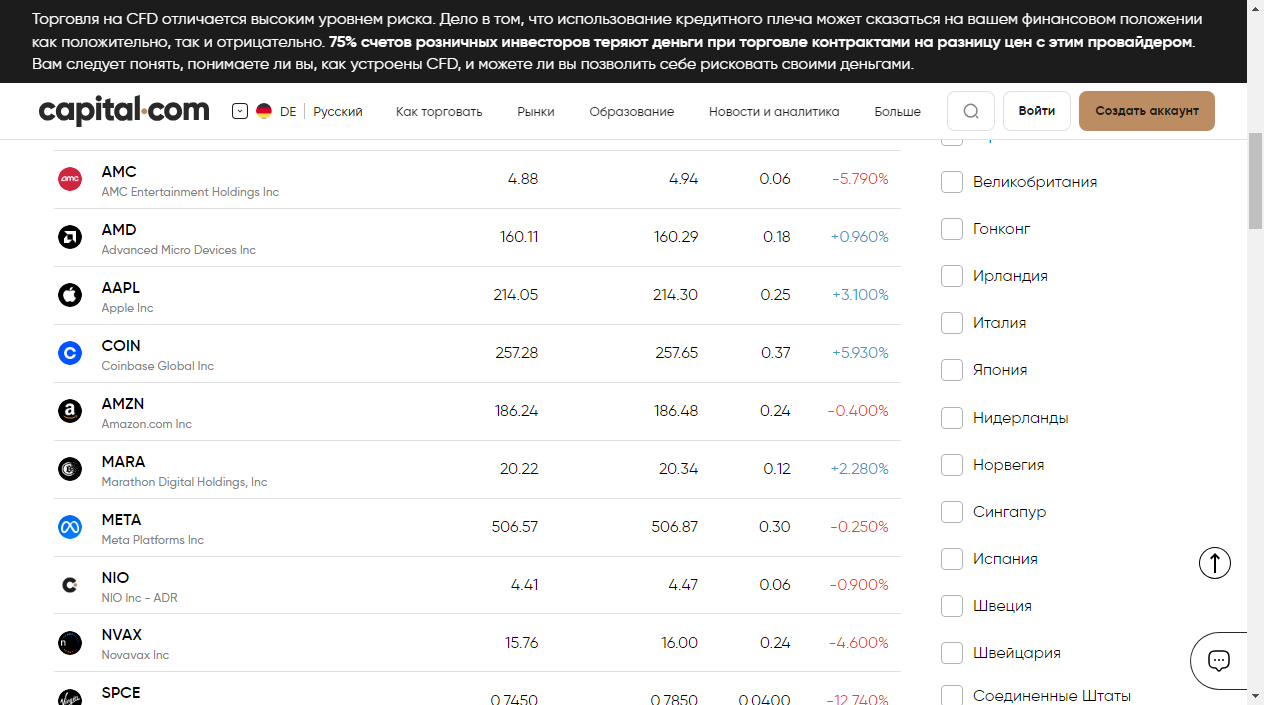 Торговля на CFD отличается высоким уровнем риска. Дело в том, что использование кредитного плеча может сказаться на вашем финансовом положении
как положительно, так и отрицательно. 75% счетов розничных инвесторов теряют деньги при торговле контрактами на разницу цен с этим провайдером.
Вам следует понять, понимаете ли вы, как устроены CFD, и можете ли вы позволить себе рисковать своими деньгами.
capital.com DE Русский Как торговать Рынки Образование Новости и аналитика Больше Войти Создать аккаунт
AMC 4.88 4.94 0.06 -5.790%
AMC Entertainment Holdings Inc
AMD 160.11 160.29 0.18 +0.960%
Advanced Micro Devices Inc
AAPL 214.05 214.30 0.25 +3.100%
Apple Inc
COIN 257.28 257.65 0.37 +5.930%
Coinbase Global Inc
AMZN 186.24 186.48 0.24 -0.400%
Amazon.com Inc
MARA 20.22 20.34 0.12 +2.280%
Marathon Digital Holdings, Inc
META 506.57 506.87 0.30 -0.250%
Meta Platforms Inc
NIO 4.41 4.47 0.06 -0.900%
NIO Inc - ADR
NVAX 15.76 16.00 0.24 -4.600%
Novavax Inc
SPCE 0.7450 0.7850 0.0400 -12.740%
Великобритания
Гонконг
Ирландия
Италия
Япония
Нидерланды
Норвегия
Сингапур
Испания
Швеция
Швейцария
Соединенные Штаты